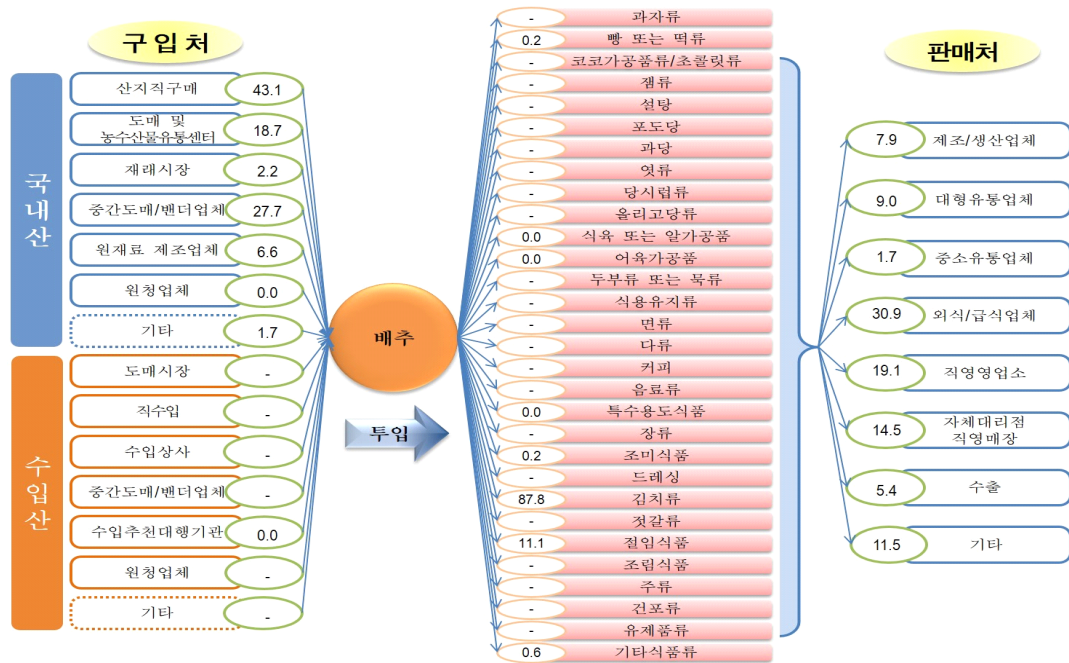 구입처
국내산
산지직구매 43.1
도매 및
농수산물유통센터 18.7
재래시장 2.2
중간도매/밴더업체 27.7
원재료 제조업체 6.6
원청업체 0.0
기타 1.7
수입산
도매시장 -
직수입 -
수입상사 -
중간도매/밴더업체 -
수입추천대행기관 0.0
원청업체 -
기타 -
배추
투입
- 과자류
0.2 빵 또는 떡류
- 코코가공품류/초콜릿류
- 잼류
- 설탕
- 포도당
- 과당
- 엿류
- 당시럽류
- 올리고당류
0.0 식육 또는 알가공품
0.0 어육가공품
- 두부류 또는 묵류
- 식용유지류
- 면류
- 다류
- 커피
- 음료류
0.0 특수용도식품
- 장류
0.2 조미식품
- 드레싱
87.8 김치류
- 젓갈류
11.1 절임식품
- 조림식품
- 주류
- 건포류
- 유제품류
0.6 기타식품류
판매처
7.9 제조/생산업체
9.0 대형유통업체
1.7 중소유통업체
30.9 외식/급식업체
19.1 직영영업소
14.5 자체대리점
직영매장
5.4 수출
11.5 기타